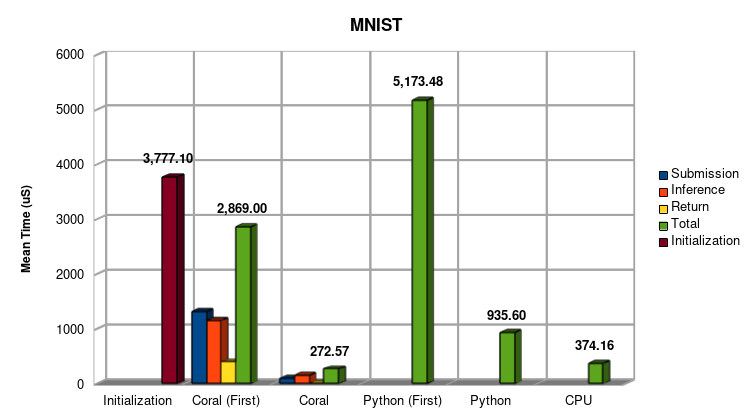 MNIST
Mean Time (uS)
6000
5000
4000
3000
2000
1000
0
3,777.10
2,869.00
272.57
5,173.48
935.60
374.16
Initialization
Coral (First)
Coral
Python (First)
Python
CPU
Submission
Inference
Return
Total
Initialization